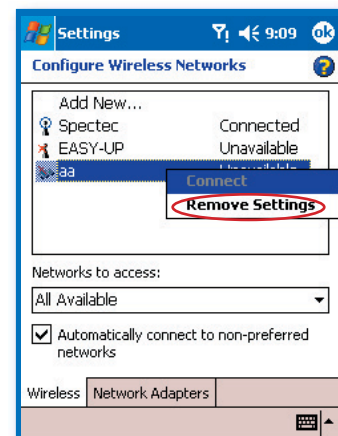 Settings 9:09 ok
Configure Wireless Networks ?
Add New...
Spectec Connected
EASY-UP Unavailable
aa Unavailable
Connect
Remove Settings
Networks to access:
All Available
Automatically connect to non-preferred
networks
Wireless Network Adapters